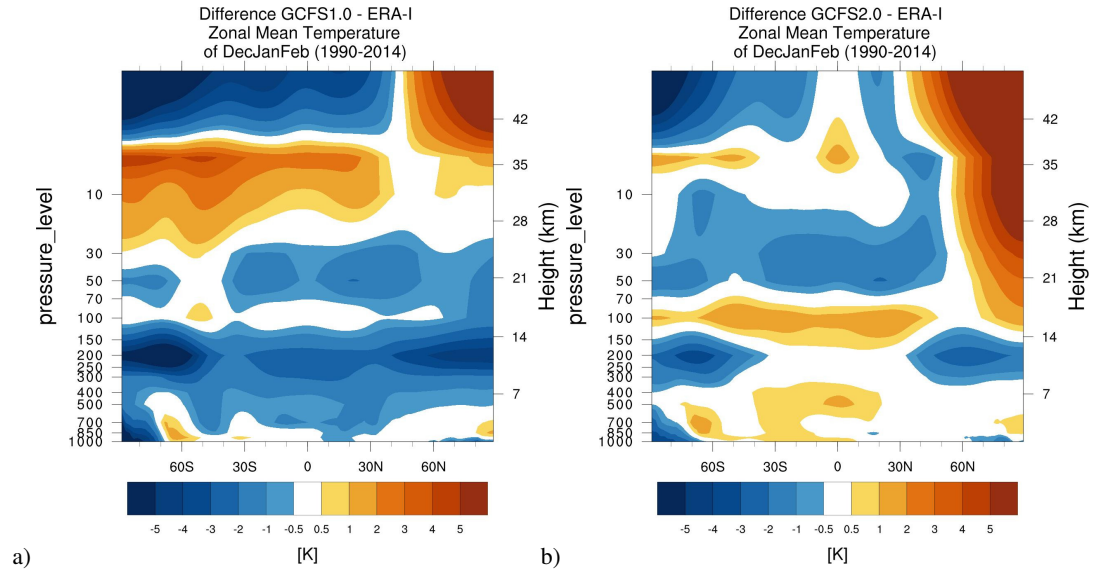 Difference GCFS1.0 - ERA-I
Zonal Mean Temperature
of DecJanFeb (1990-2014)
pressure_level
10
30
50
70
100
150
200
250
300
400
500
700
850
1000
42
35
28
21
14
7
Height (km)
60S 30S 0 30N 60N
-5 -4 -3 -2 -1 -0.5 0.5 1 2 3 4 5
[K]
a)
Difference GCFS2.0 - ERA-I
Zonal Mean Temperature
of DecJanFeb (1990-2014)
pressure_level
10
30
50
70
100
150
200
250
300
400
500
700
850
1000
42
35
28
21
14
7
Height (km)
60S 30S 0 30N 60N
-5 -4 -3 -2 -1 -0.5 0.5 1 2 3 4 5
[K]
b)